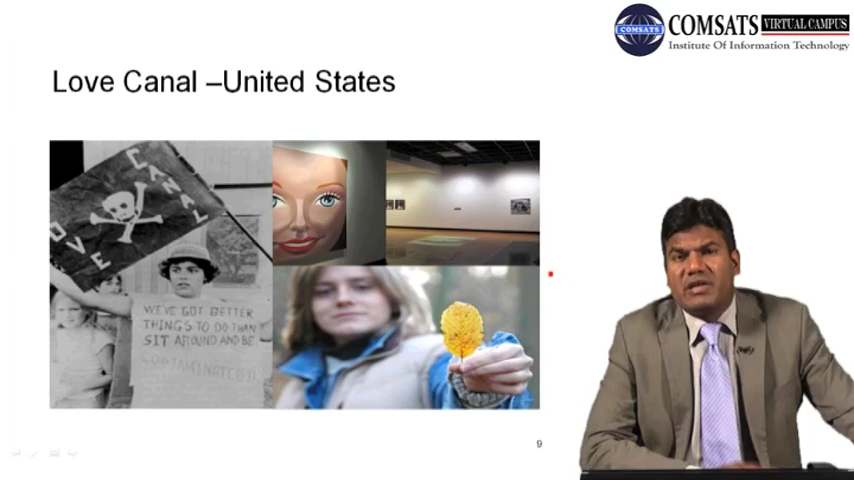 COMSATS VIRTUAL CAMPUS
Institute Of Information Technology
COMSATS
Love Canal –United States
LOVE CANAL
WE'VE GOT BETTER
THINGS TO DO THAN
SIT AROUND AND BE
CONTAMINATED!!
9